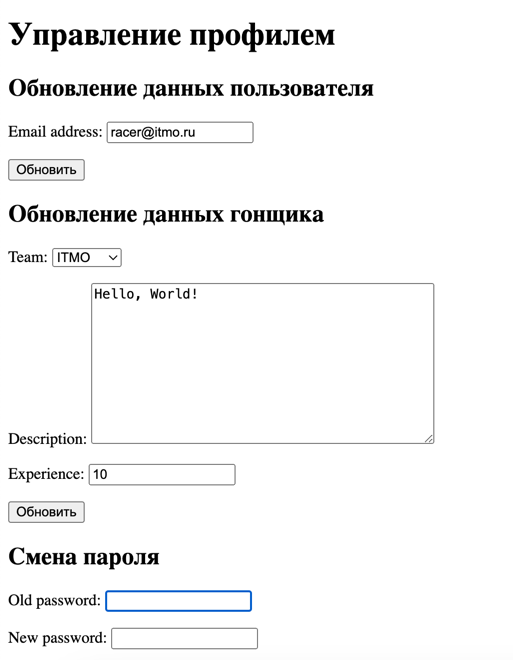 Управление профилем
Обновление данных пользователя
Email address: racer@itmo.ru
Обновить
Обновление данных гонщика
Team: ITMO
Hello, World!
Description:
Experience: 10
Обновить
Смена пароля
Old password:
New password: